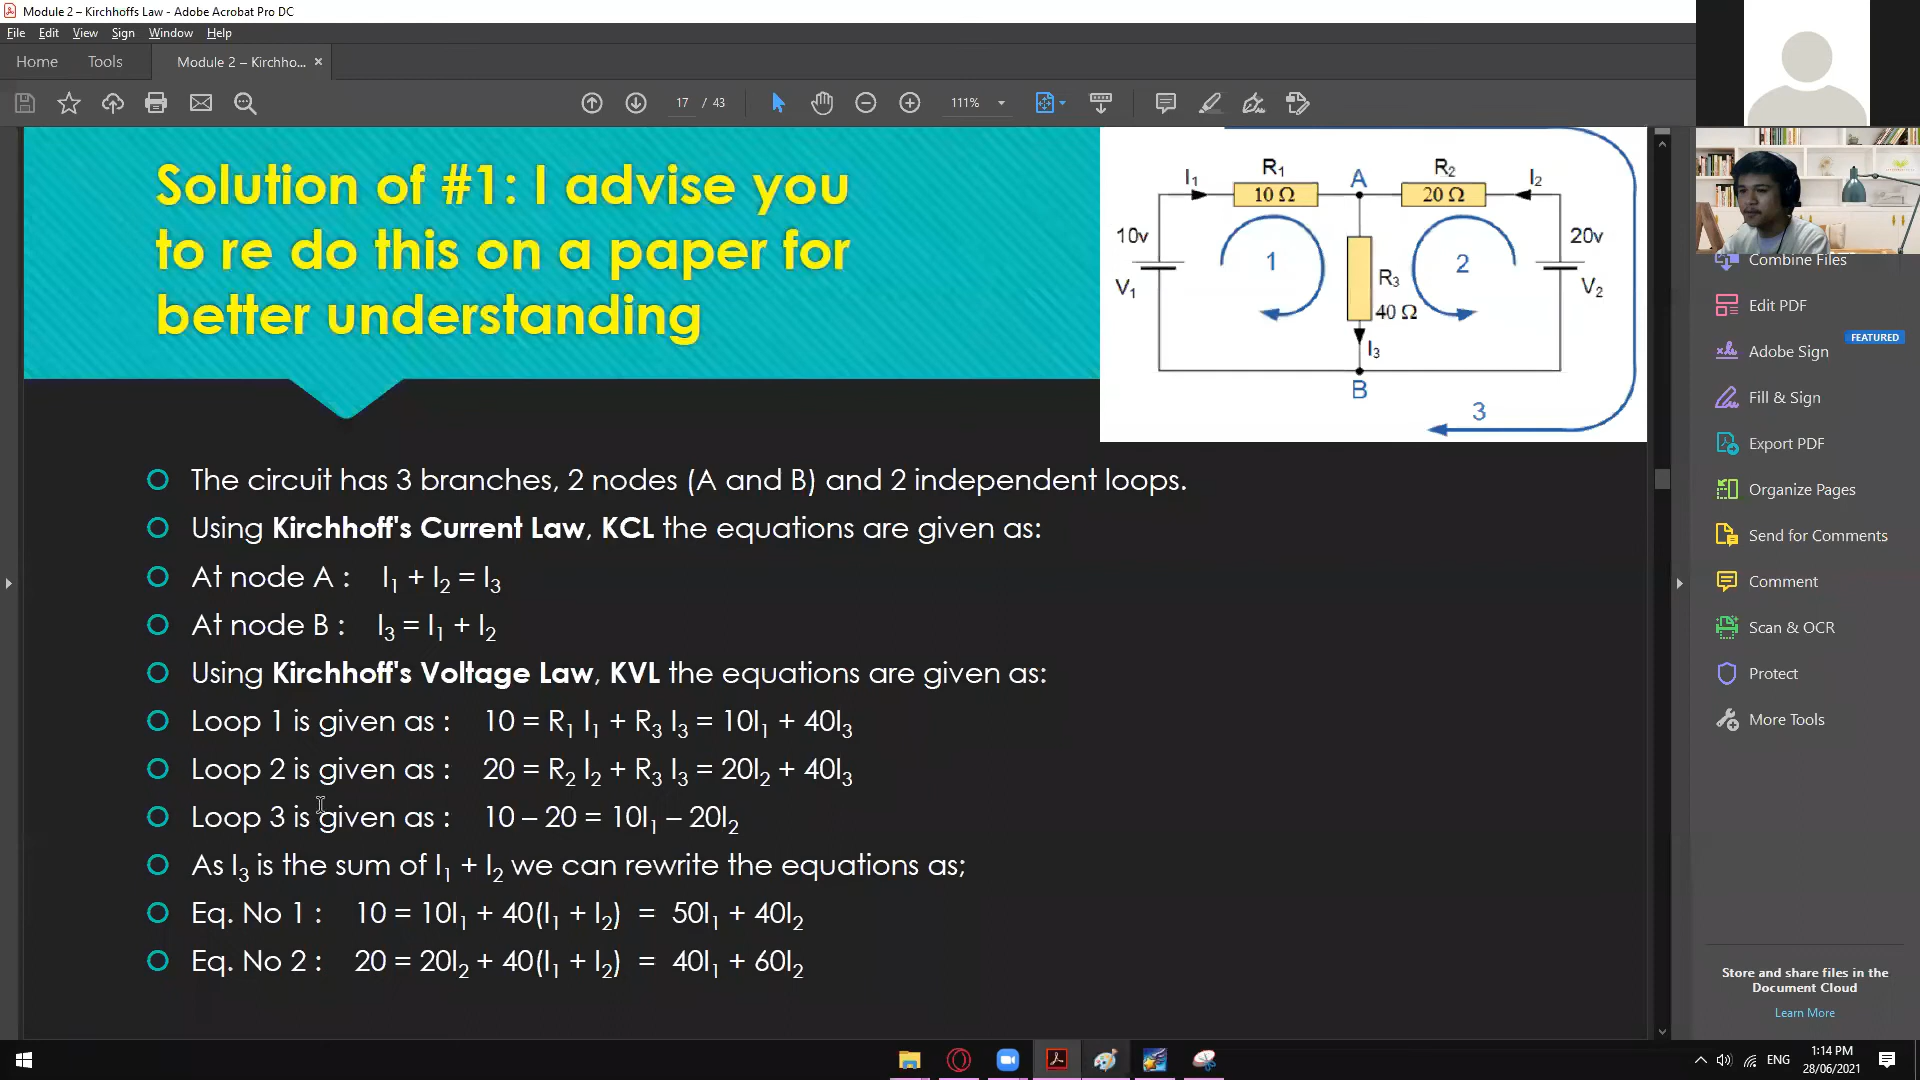 Module 2 – Kirchhoffs Law - Adobe Acrobat Pro DC
File Edit View Sign Window Help
Home Tools Module 2 – Kirchho... ×
17 / 43 111%
Solution of #1: I advise you
to re do this on a paper for
better understanding
I1 R1 A R2 I2
10 Ω 20 Ω
10v 1 2 20v
V1 R3 V2
40 Ω
I3
B
3
The circuit has 3 branches, 2 nodes (A and B) and 2 independent loops.
Using Kirchhoff's Current Law, KCL the equations are given as:
At node A : I1 + I2 = I3
At node B : I3 = I1 + I2
Using Kirchhoff's Voltage Law, KVL the equations are given as:
Loop 1 is given as : 10 = R1 I1 + R3 I3 = 10I1 + 40I3
Loop 2 is given as : 20 = R2 I2 + R3 I3 = 20I2 + 40I3
Loop 3 is given as : 10 – 20 = 10I1 – 20I2
As I3 is the sum of I1 + I2 we can rewrite the equations as;
Eq. No 1 : 10 = 10I1 + 40(I1 + I2) = 50I1 + 40I2
Eq. No 2 : 20 = 20I2 + 40(I1 + I2) = 40I1 + 60I2
Combine Files
Edit PDF
FEATURED
Adobe Sign
Fill & Sign
Export PDF
Organize Pages
Send for Comments
Comment
Scan & OCR
Protect
More Tools
Store and share files in the
Document Cloud
Learn More
ENG
1:14 PM
28/06/2021